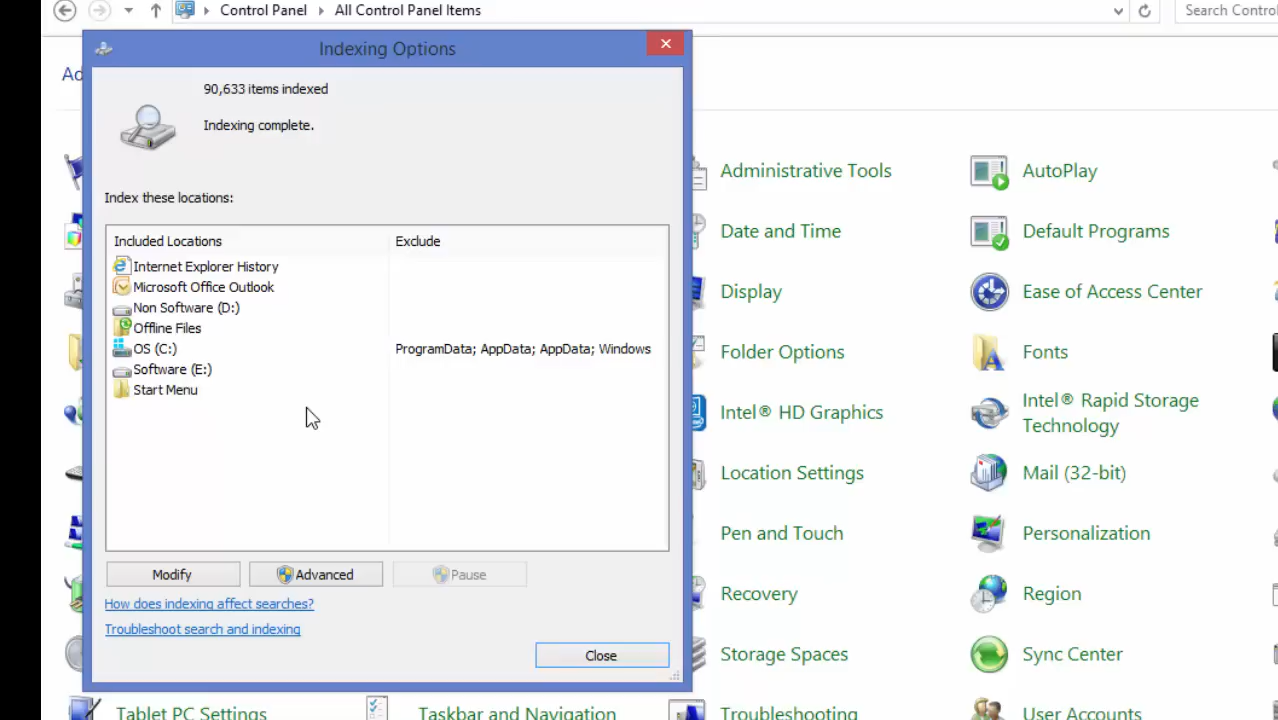 Control Panel › All Control Panel Items
Search Contro
Ad
Indexing Options
90,633 items indexed
Indexing complete.
Index these locations:
Included Locations Exclude
Internet Explorer History
Microsoft Office Outlook
Non Software (D:)
Offline Files
OS (C:) ProgramData; AppData; AppData; Windows
Software (E:)
Start Menu
Modify Advanced Pause
How does indexing affect searches?
Troubleshoot search and indexing
Close
Administrative Tools AutoPlay
Date and Time Default Programs
Display Ease of Access Center
Folder Options Fonts
Intel® HD Graphics Intel® Rapid Storage
Technology
Location Settings Mail (32-bit)
Pen and Touch Personalization
Recovery Region
Storage Spaces Sync Center
Tablet PC Settings Taskbar and Navigation Troubleshooting User Accounts